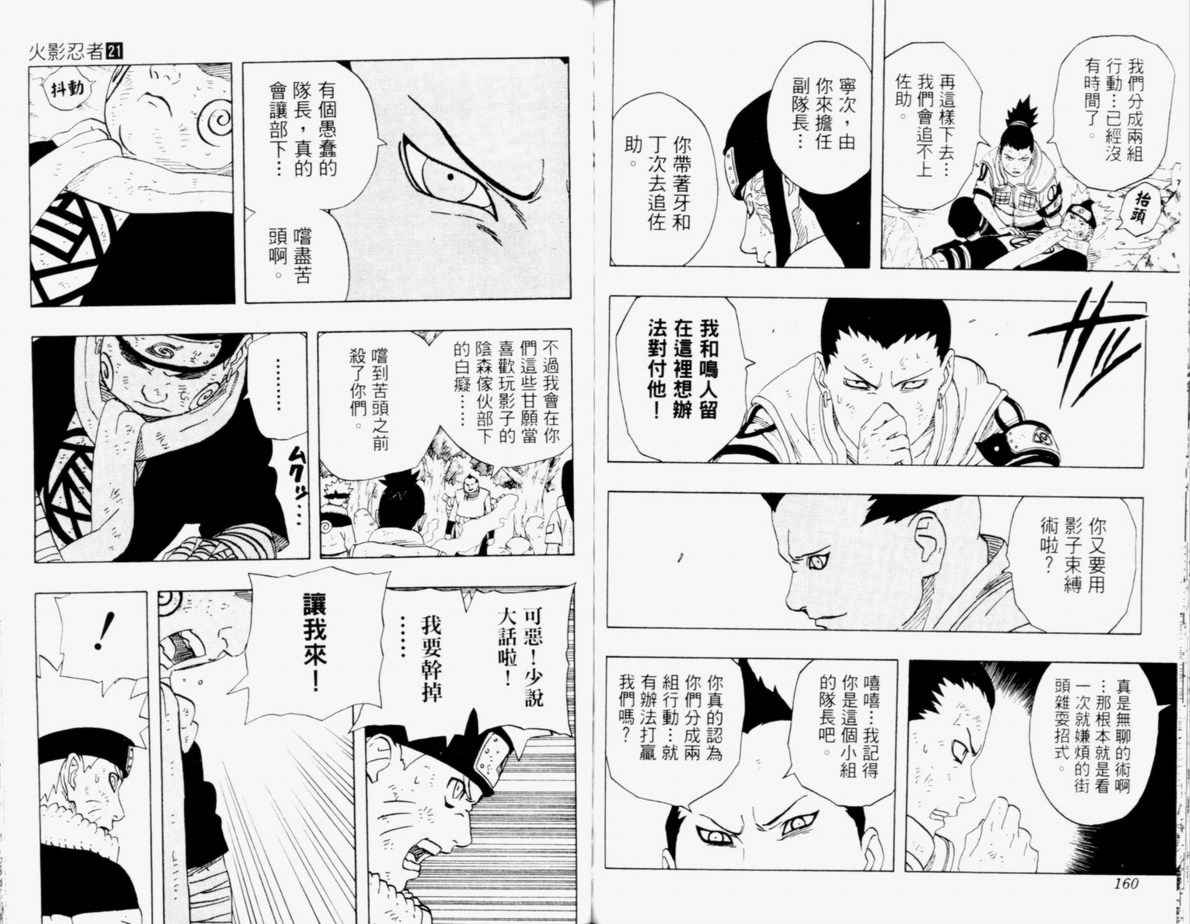 我們分成兩組
行動…已經沒
有時間了。
再這樣下去…
我們會追不上
佐助。
抬頭
寧次，由
你來擔任
副隊長…
你帶著牙和
丁次去追佐
助。
我和鳴人留
在這裡想辦
法對付他！
你又要用
影子束縛
術啦？
真是無聊的術啊
…那根本就是看
一次就嫌煩的街
頭雜耍招式。
嘻嘻…我記得
你是這個小組
的隊長吧。
你真的認為
你們分成兩
組行動…就
有辦法打贏
我們嗎？
160
火影忍者21
有個愚蠢的
隊長，真的
會讓部下…
嚐盡苦
頭啊。
抖動
不過我會在你
們這些甘願當
喜歡玩影子的
陰森傢伙部下
的白癡……
嚐到苦頭之前
殺了你們。
………
ムクッ…
可惡！少說
大話啦！
我要幹掉
……
讓我來！
！